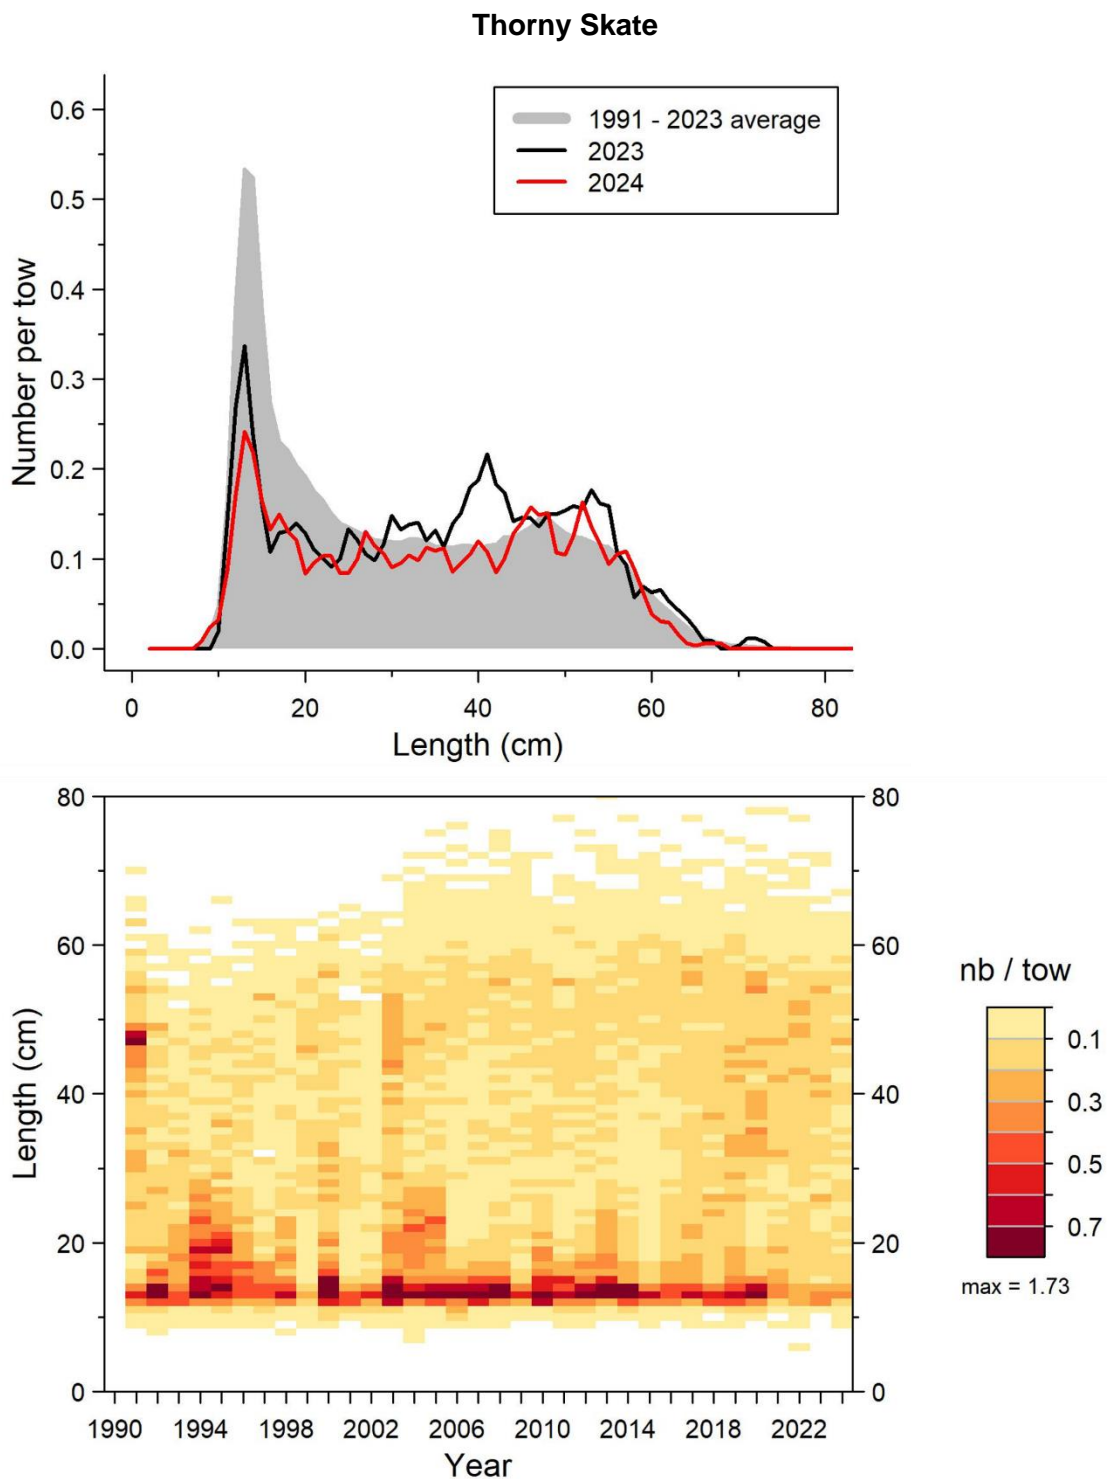 Thorny Skate
1991 - 2023 average
2023
2024
0.6
0.5
0.4
0.3
0.2
0.1
0.0
Number per tow
0 20 40 60 80
Length (cm)
80 80
60 60
40 40
20 20
0 0
Length (cm)
1990 1994 1998 2002 2006 2010 2014 2018 2022
Year
nb / tow
0.1
0.3
0.5
0.7
max = 1.73